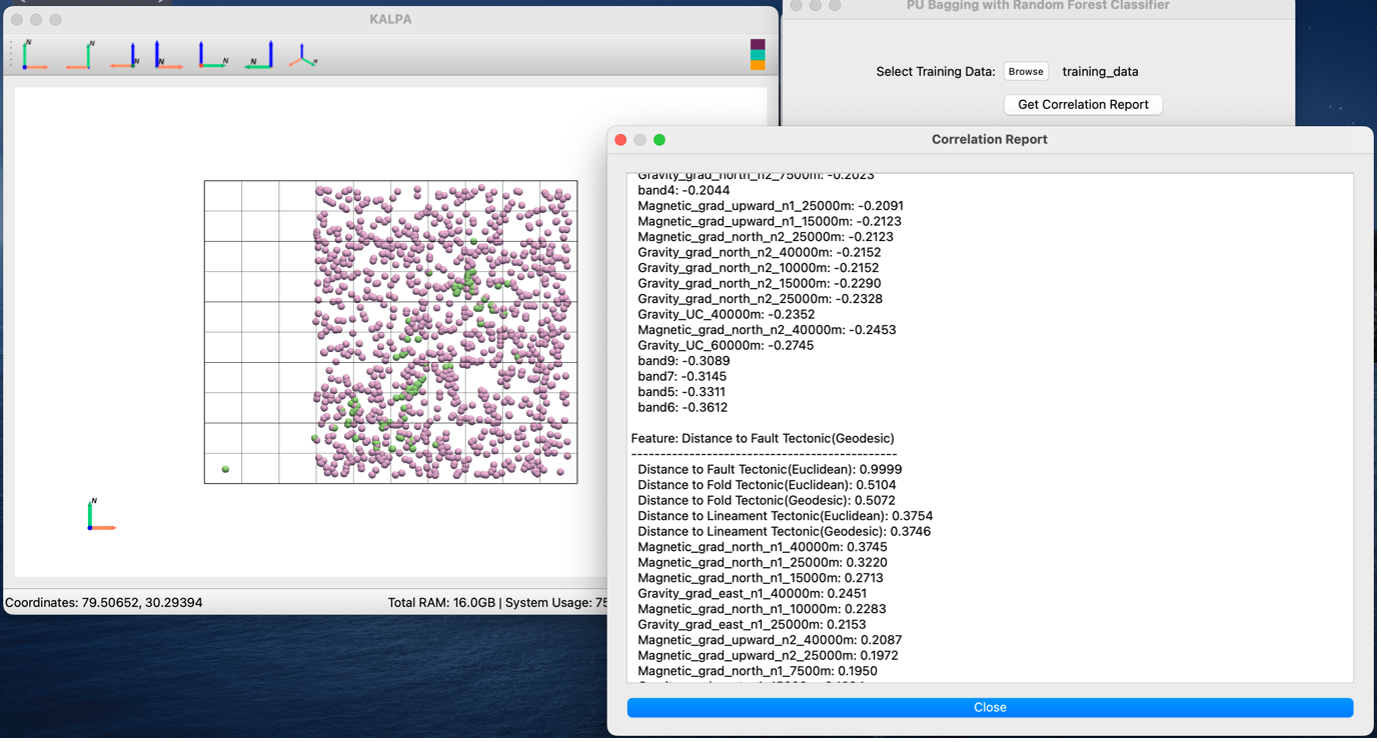 KALPA
PU Bagging with Random Forest Classifier
N
N
N
N
N
N
Select Training Data:
Browse
training_data
Get Correlation Report
Correlation Report
Gravity_grad_north_n2_7500m: -0.2023
band4: -0.2044
Magnetic_grad_upward_n1_25000m: -0.2091
Magnetic_grad_upward_n1_15000m: -0.2123
Magnetic_grad_north_n2_25000m: -0.2123
Gravity_grad_north_n2_40000m: -0.2152
Gravity_grad_north_n2_10000m: -0.2152
Gravity_grad_north_n2_15000m: -0.2290
Gravity_grad_north_n2_25000m: -0.2328
Gravity_UC_40000m: -0.2352
Magnetic_grad_north_n2_40000m: -0.2453
Gravity_UC_60000m: -0.2745
band9: -0.3089
band7: -0.3145
band5: -0.3311
band6: -0.3612
Feature: Distance to Fault Tectonic(Geodesic)
----------------------------------------------
Distance to Fault Tectonic(Euclidean): 0.9999
Distance to Fold Tectonic(Euclidean): 0.5104
Distance to Fold Tectonic(Geodesic): 0.5072
Distance to Lineament Tectonic(Euclidean): 0.3754
Distance to Lineament Tectonic(Geodesic): 0.3746
Magnetic_grad_north_n1_40000m: 0.3745
Magnetic_grad_north_n1_25000m: 0.3220
Magnetic_grad_north_n1_15000m: 0.2713
Gravity_grad_east_n1_40000m: 0.2451
Magnetic_grad_north_n1_10000m: 0.2283
Gravity_grad_east_n1_25000m: 0.2153
Magnetic_grad_upward_n2_40000m: 0.2087
Magnetic_grad_upward_n2_25000m: 0.1972
Magnetic_grad_north_n1_7500m: 0.1950
Close
N
Coordinates: 79.50652, 30.29394
Total RAM: 16.0GB | System Usage: 75